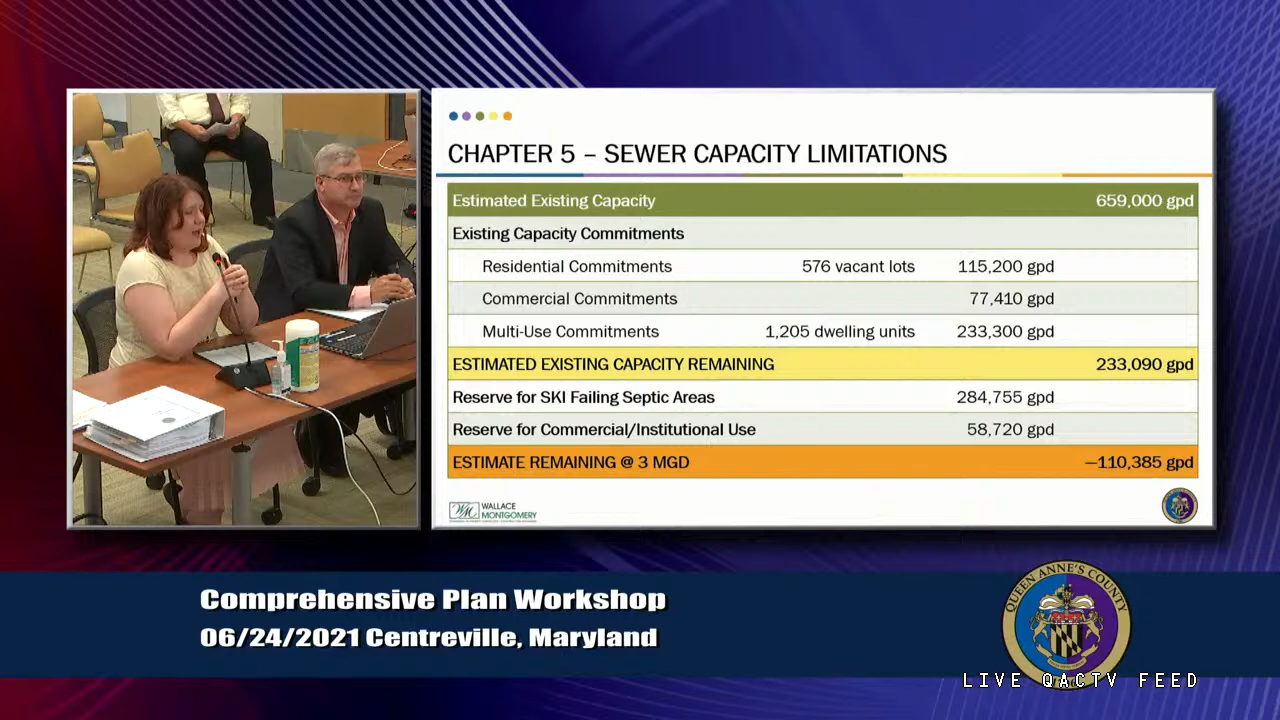 CHAPTER 5 – SEWER CAPACITY LIMITATIONS
Estimated Existing Capacity 659,000 gpd
Existing Capacity Commitments
Residential Commitments 576 vacant lots 115,200 gpd
Commercial Commitments 77,410 gpd
Multi-Use Commitments 1,205 dwelling units 233,300 gpd
ESTIMATED EXISTING CAPACITY REMAINING 233,090 gpd
Reserve for SKI Failing Septic Areas 284,755 gpd
Reserve for Commercial/Institutional Use 58,720 gpd
ESTIMATE REMAINING @ 3 MGD —110,385 gpd
WALLACE
MONTGOMERY
Comprehensive Plan Workshop
06/24/2021 Centreville, Maryland
QUEEN ANNE'S COUNTY
LIVE QACTV FEED